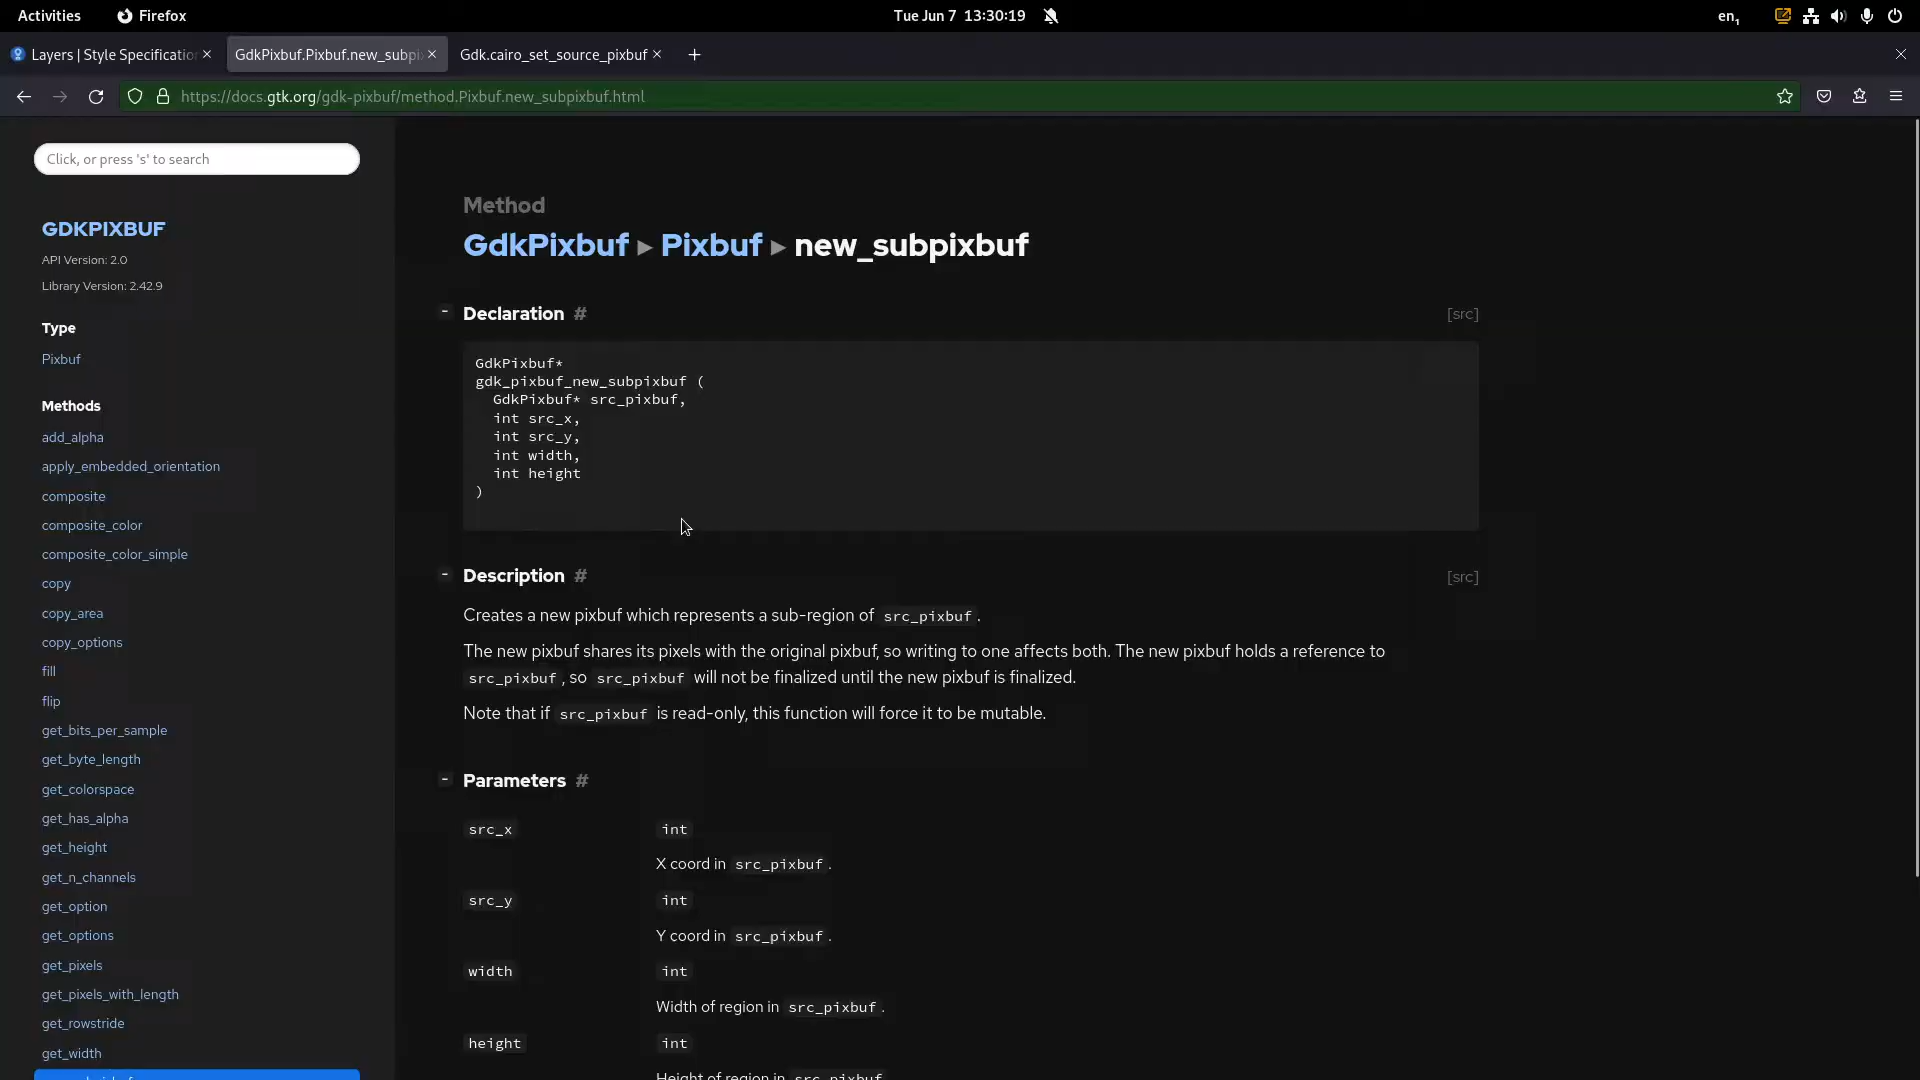 Activities
Firefox
Tue Jun 7 13:30:19
en1
Layers | Style Specificatio
GdkPixbuf.Pixbuf.new_subpi
Gdk.cairo_set_source_pixbuf
https://docs.gtk.org/gdk-pixbuf/method.Pixbuf.new_subpixbuf.html
Click, or press 's' to search
GDKPIXBUF
API Version: 2.0
Library Version: 2.42.9
Type
Pixbuf
Methods
add_alpha
apply_embedded_orientation
composite
composite_color
composite_color_simple
copy
copy_area
copy_options
fill
flip
get_bits_per_sample
get_byte_length
get_colorspace
get_has_alpha
get_height
get_n_channels
get_option
get_options
get_pixels
get_pixels_with_length
get_rowstride
get_width
Method
GdkPixbuf ▸ Pixbuf ▸ new_subpixbuf
- Declaration # [src]
GdkPixbuf*
gdk_pixbuf_new_subpixbuf (
GdkPixbuf* src_pixbuf,
int src_x,
int src_y,
int width,
int height
)
- Description # [src]
Creates a new pixbuf which represents a sub-region of src_pixbuf.
The new pixbuf shares its pixels with the original pixbuf, so writing to one affects both. The new pixbuf holds a reference to
src_pixbuf, so src_pixbuf will not be finalized until the new pixbuf is finalized.
Note that if src_pixbuf is read-only, this function will force it to be mutable.
- Parameters #
src_x int
X coord in src_pixbuf.
src_y int
Y coord in src_pixbuf.
width int
Width of region in src_pixbuf.
height int
Height of region in src_pixbuf